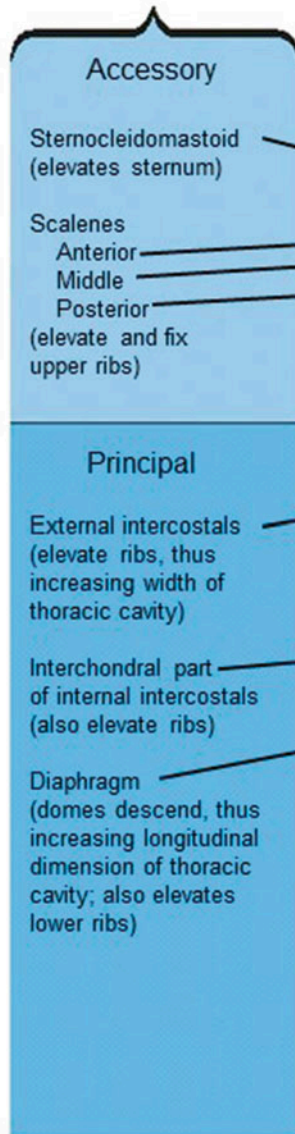 Accessory
Sternocleidomastoid
(elevates sternum)
Scalenes
Anterior
Middle
Posterior
(elevate and fix
upper ribs)
Principal
External intercostals
(elevate ribs, thus
increasing width of
thoracic cavity)
Interchondral part
of internal intercostals
(also elevate ribs)
Diaphragm
(domes descend, thus
increasing longitudinal
dimension of thoracic
cavity; also elevates
lower ribs)